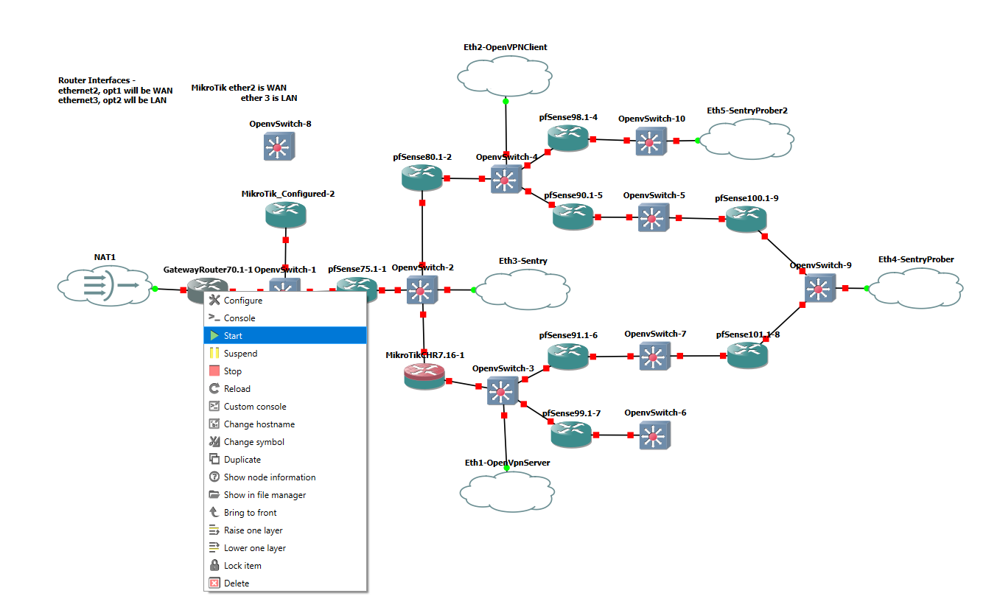 Eth2-OpenVPNClient
Router Interfaces -
ethernet2, opt1 will be WAN
ethernet3, opt2 wll be LAN
MikroTik ether2 is WAN
ether 3 is LAN
OpenvSwitch-8
pfSense98.1-4
OpenvSwitch-10
Eth5-SentryProber2
pfSense80.1-2
OpenvSwitch-4
MikroTik_Configured-2
pfSense90.1-5
OpenvSwitch-5
pfSense100.1-9
NAT1
GatewayRouter70.1-1
OpenvSwitch-1
pfSense75.1-1
OpenvSwitch-2
Eth3-Sentry
OpenvSwitch-9
Eth4-SentryProber
MikroTikCHR7.16-1
OpenvSwitch-3
pfSense91.1-6
OpenvSwitch-7
pfSense101.1-8
pfSense99.1-7
OpenvSwitch-6
Eth1-OpenVpnServer
Configure
Console
Start
Suspend
Stop
Reload
Custom console
Change hostname
Change symbol
Duplicate
Show node information
Show in file manager
Bring to front
Raise one layer
Lower one layer
Lock item
Delete